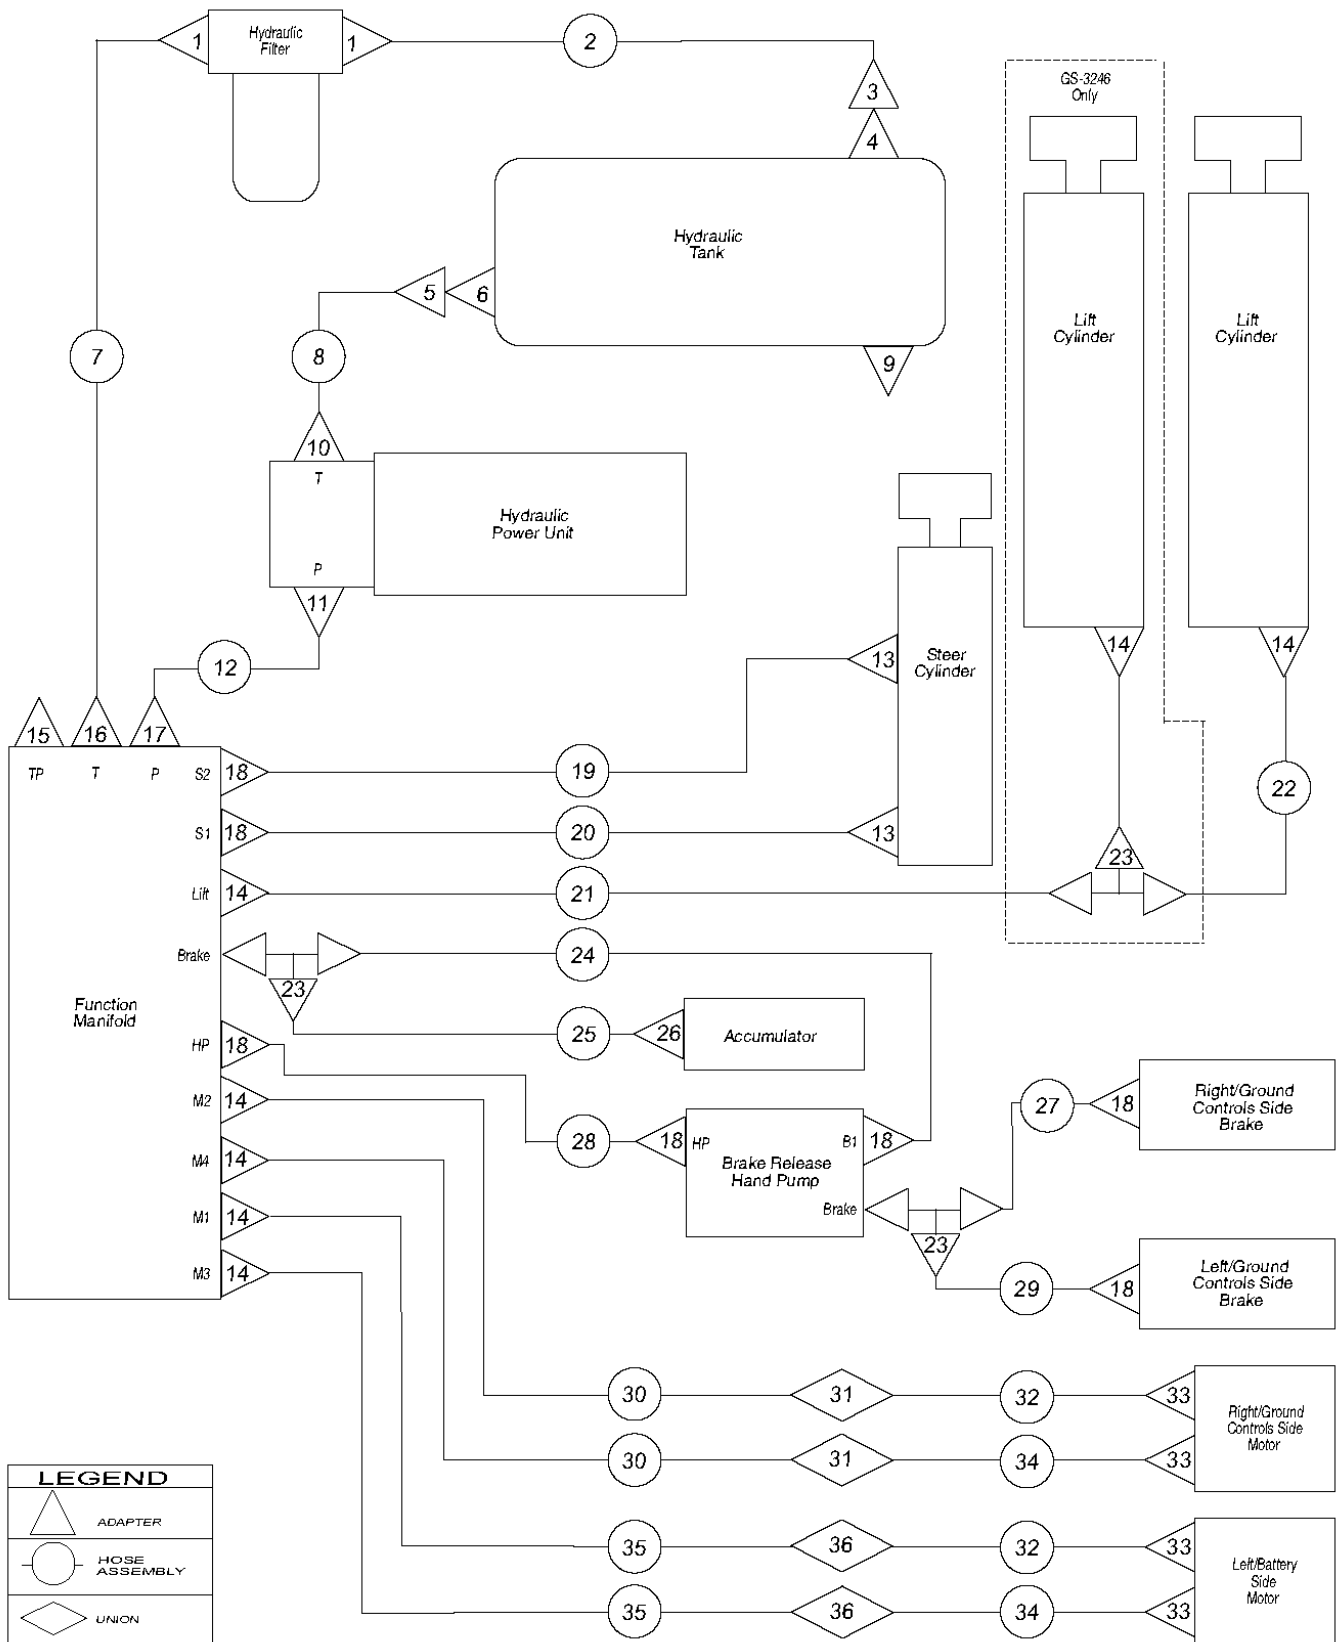 Hydraulic
Filter
1
1
2
3
4
GS-3246
Only
Hydraulic
Tank
5
6
7
8
9
Lift
Cylinder
Lift
Cylinder
10
T
Hydraulic
Power Unit
P
11
12
13
Steer
Cylinder
14
14
15
16
17
TP
T
P
S2
18
19
22
S1
18
20
13
23
Lift
14
21
Brake
24
23
Function
Manifold
25
26
Accumulator
HP
18
M2
14
27
18
Right/Ground
Controls Side
Brake
28
18
HP
B1
18
Brake Release
Hand Pump
M4
14
Brake
M1
14
23
M3
14
29
18
Left/Ground
Controls Side
Brake
30
31
32
33
Right/Ground
Controls Side
Motor
30
31
34
33
LEGEND
ADAPTER
HOSE
ASSEMBLY
UNION
35
36
32
33
Left/Battery
Side
Motor
35
36
34
33